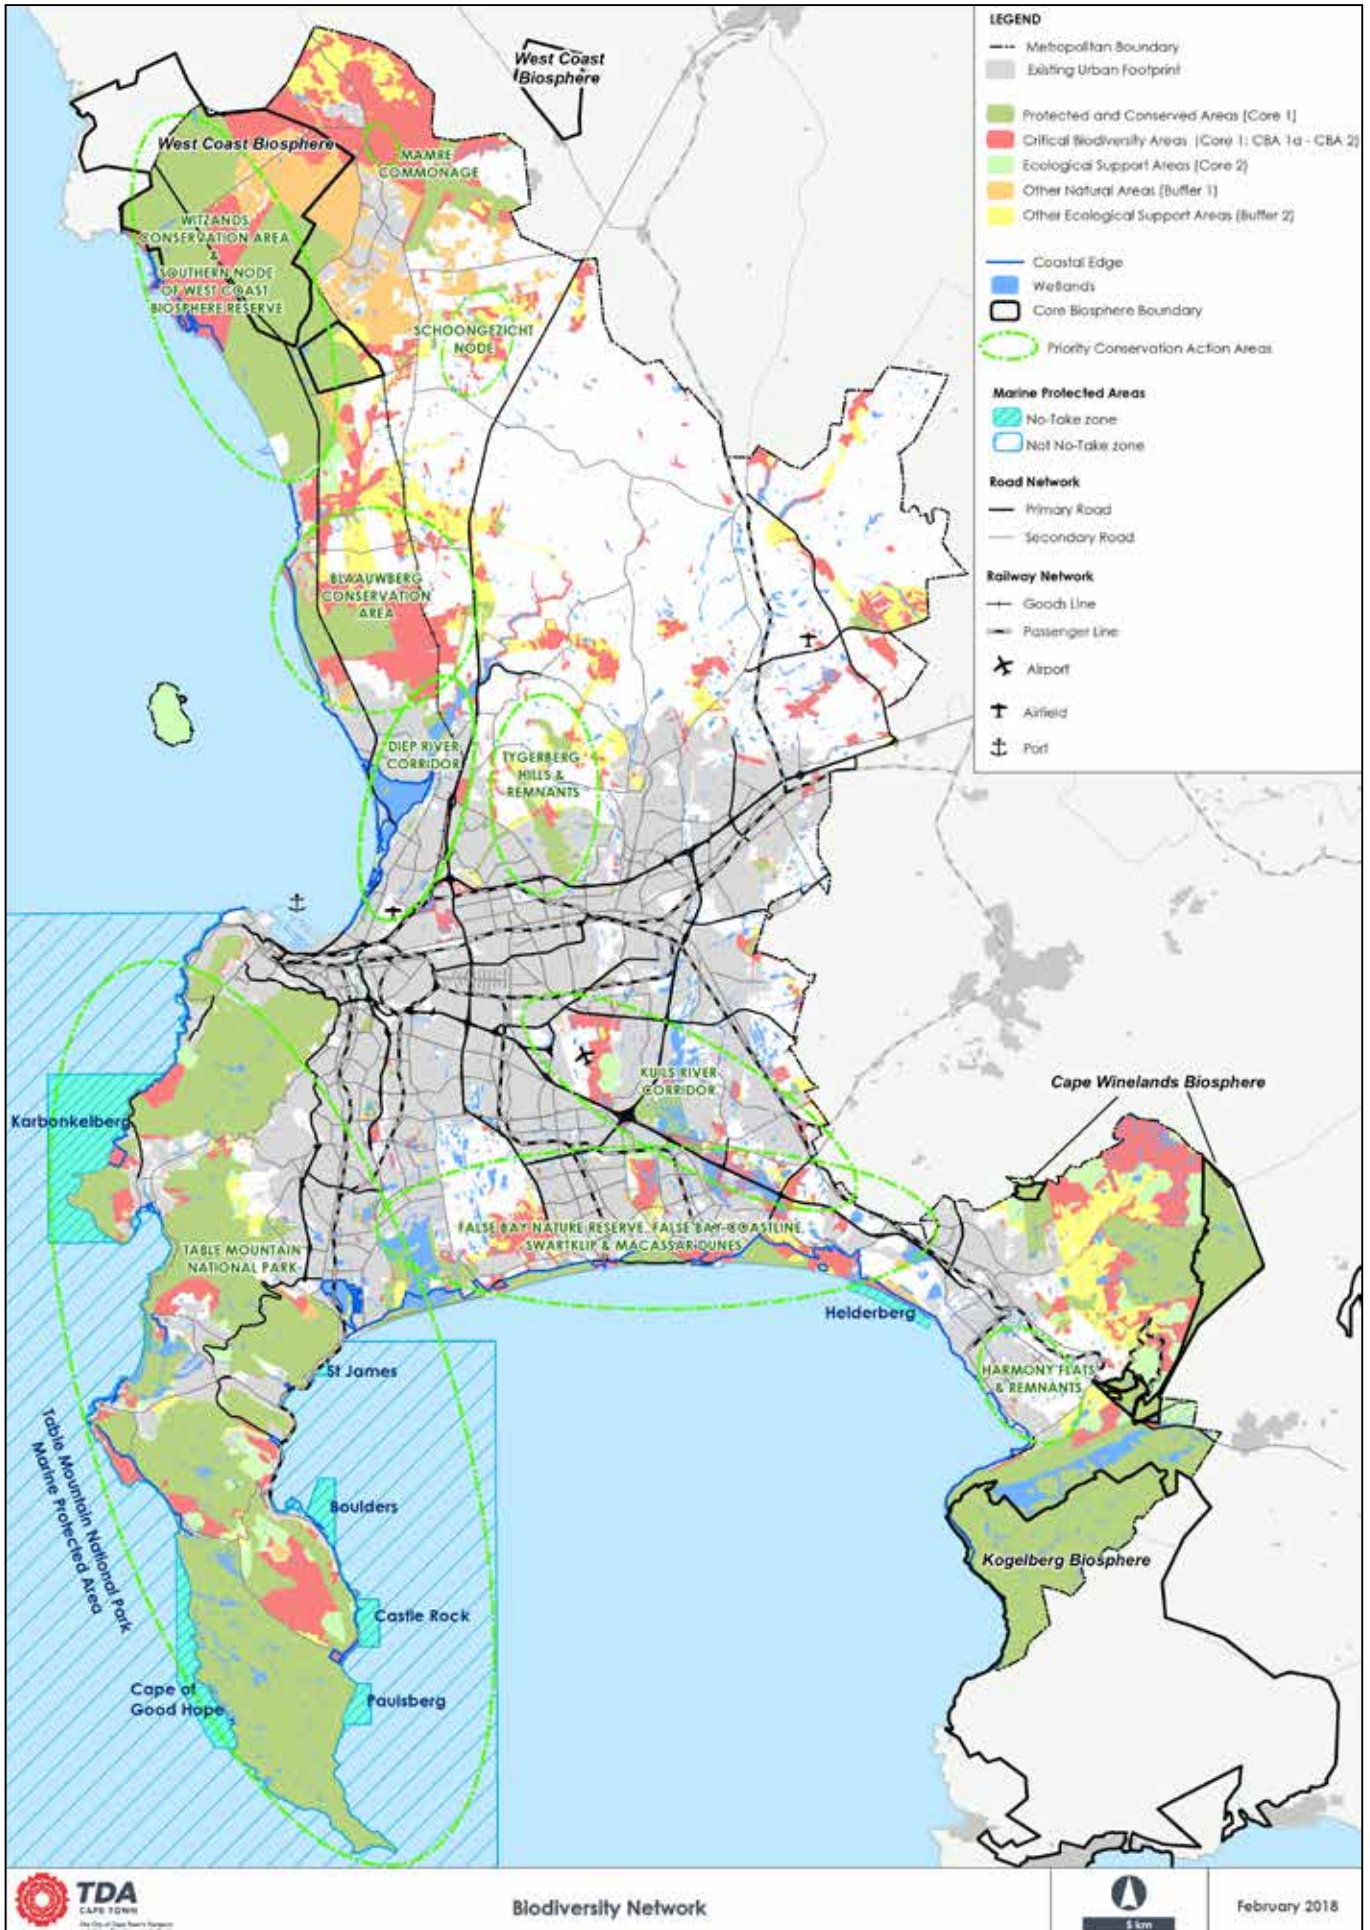 LEGEND
Metropolitan Boundary
Existing Urban Footprint
Protected and Conserved Areas (Core 1)
Critical Biodiversity Areas (Core 1: CBA 1a - CBA 2)
Ecological Support Areas (Core 2)
Other Natural Areas (Buffer 1)
Other Ecological Support Areas (Buffer 2)
Coastal Edge
Wetlands
Core Biosphere Boundary
Priority Conservation Action Areas
Marine Protected Areas
No-Take zone
Not No-Take zone
Road Network
Primary Road
Secondary Road
Railway Network
Goods Line
Passenger Line
Airport
Airfield
Port
West Coast
Biosphere
West Coast Biosphere
MAMRE
COMMONAGE
WITZANDS
CONSERVATION AREA
&
SOUTHERN NODE
OF WEST COAST
BIOSPHERE RESERVE
SCHOONGEZICHT
NODE
BLAAUWBERG
CONSERVATION
AREA
DIEP RIVER
CORRIDOR
TYGERBERG
HILLS &
REMNANTS
KUILS RIVER
CORRIDOR
Cape Winelands Biosphere
Karbonkelberg
FALSE BAY NATURE RESERVE, FALSE BAY COASTLINE,
SWARTKLIP & MACASSAR DUNES
TABLE MOUNTAIN
NATIONAL PARK
Helderberg
St James
HARMONY FLATS
& REMNANTS
Table Mountain National Park
Marine Protected Area
Boulders
Kogelberg Biosphere
Castle Rock
Cape of
Good Hope
Paulsberg
TDA
CAPE TOWN
Biodiversity Network
5 km
February 2018